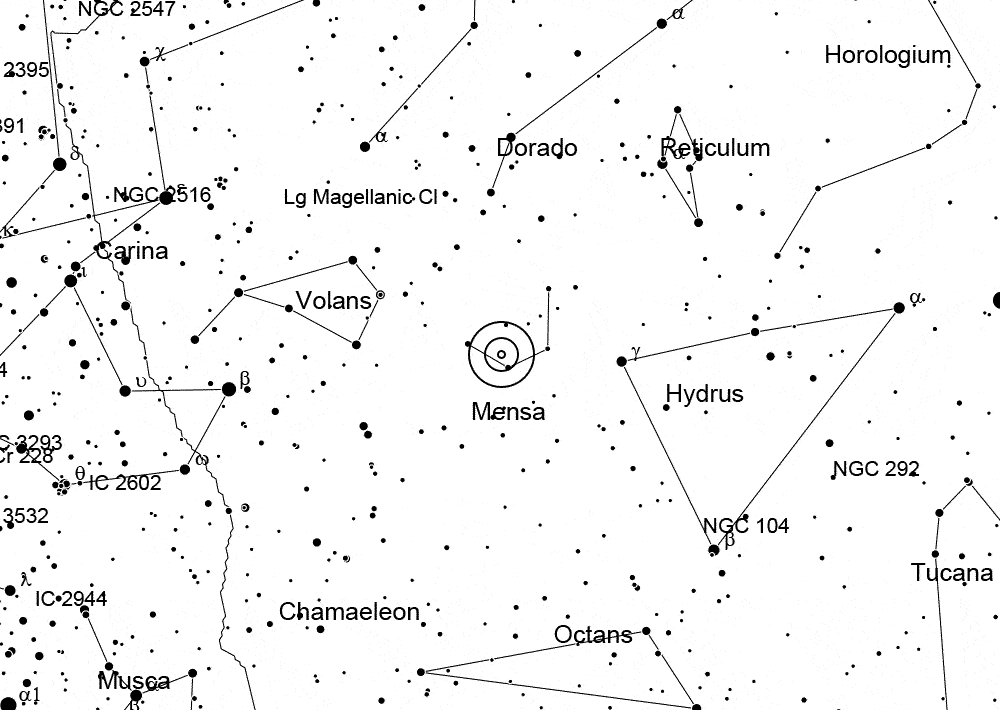 NGC 2547
α
χ
Horologium
2395
391
α
Dorado
Reticulum
α
δ
ε
NGC 2516
Lg Magellanic Cl
κ
Carina
ι
Volans
α
γ
β
υ
Hydrus
Mensa
α
C 3293
Cr 228
ω
θ
IC 2602
NGC 292
3532
NGC 104
β
Tucana
λ
IC 2944
Chamaeleon
Octans
Musca
α
α1
β
4